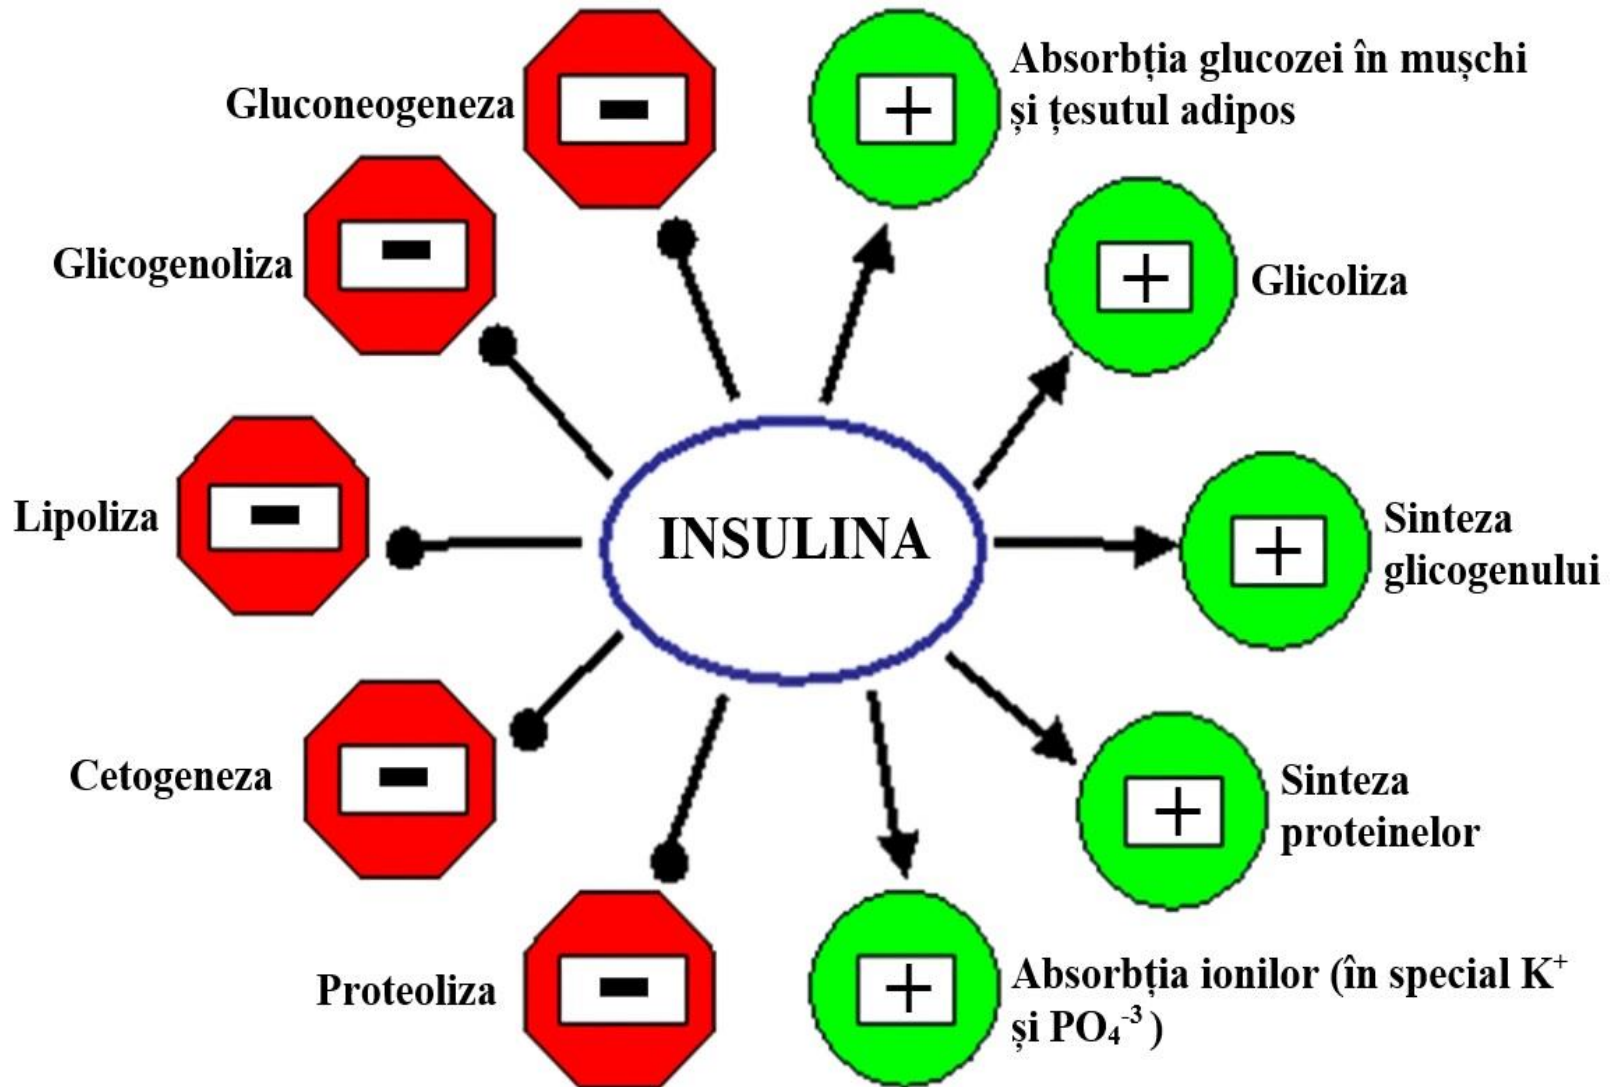 Gluconeogeneza
Absorbția glucozei în mușchi
și țesutul adipos
Glicogenoliza
Glicoliza
Lipoliza
INSULINA
Sinteza
glicogenului
Cetogeneza
Sinteza
proteinelor
Proteoliza
Absorbția ionilor (în special K⁺
și PO₄⁻³)